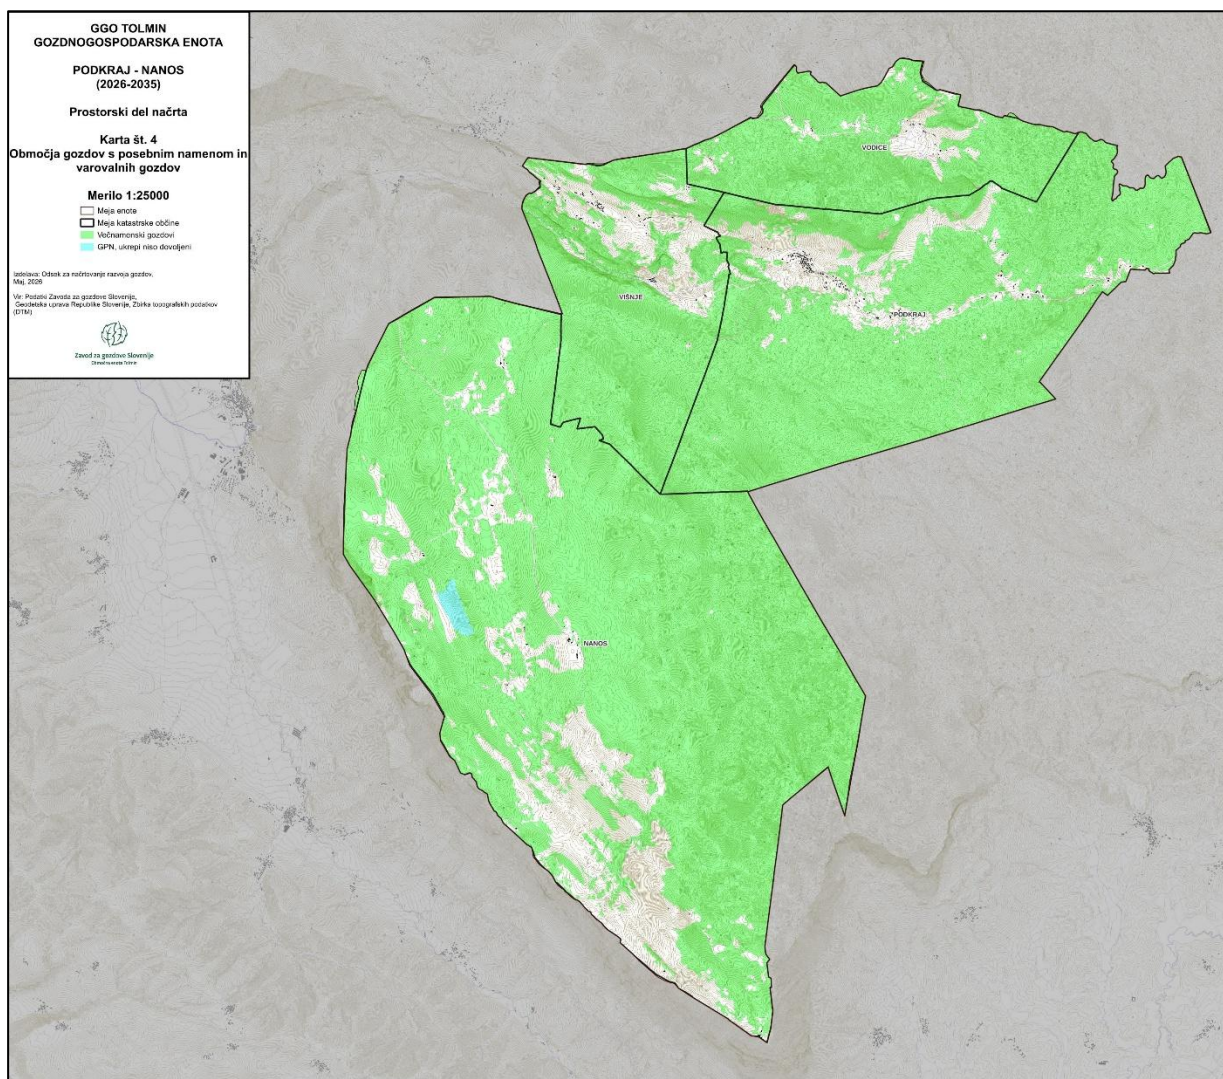 GGO TOLMIN
GOZDNOGOSPODARSKA ENOTA
PODKRAJ - NANOS
(2026-2035)
Prostorski del načrta
Karta št. 4
Območja gozdov s posebnim namenom in
varovalnih gozdov
Merilo 1:25000
Meja enote
Meja katastrske občine
Večnamenski gozdovi
GPN, ukrepi niso dovoljeni
Izdelava: Odsek za načrtovanje razvoja gozdov.
Maj, 2026
Vir: Podatki Zavoda za gozdove Slovenije,
Geodetska uprava Republike Slovenije, Zbirka topografskih podatkov
(DTM)
Zavod za gozdove Slovenije
Območna enota Tolmin
VODICE
VIŠNJE
PODKRAJ
NANOS